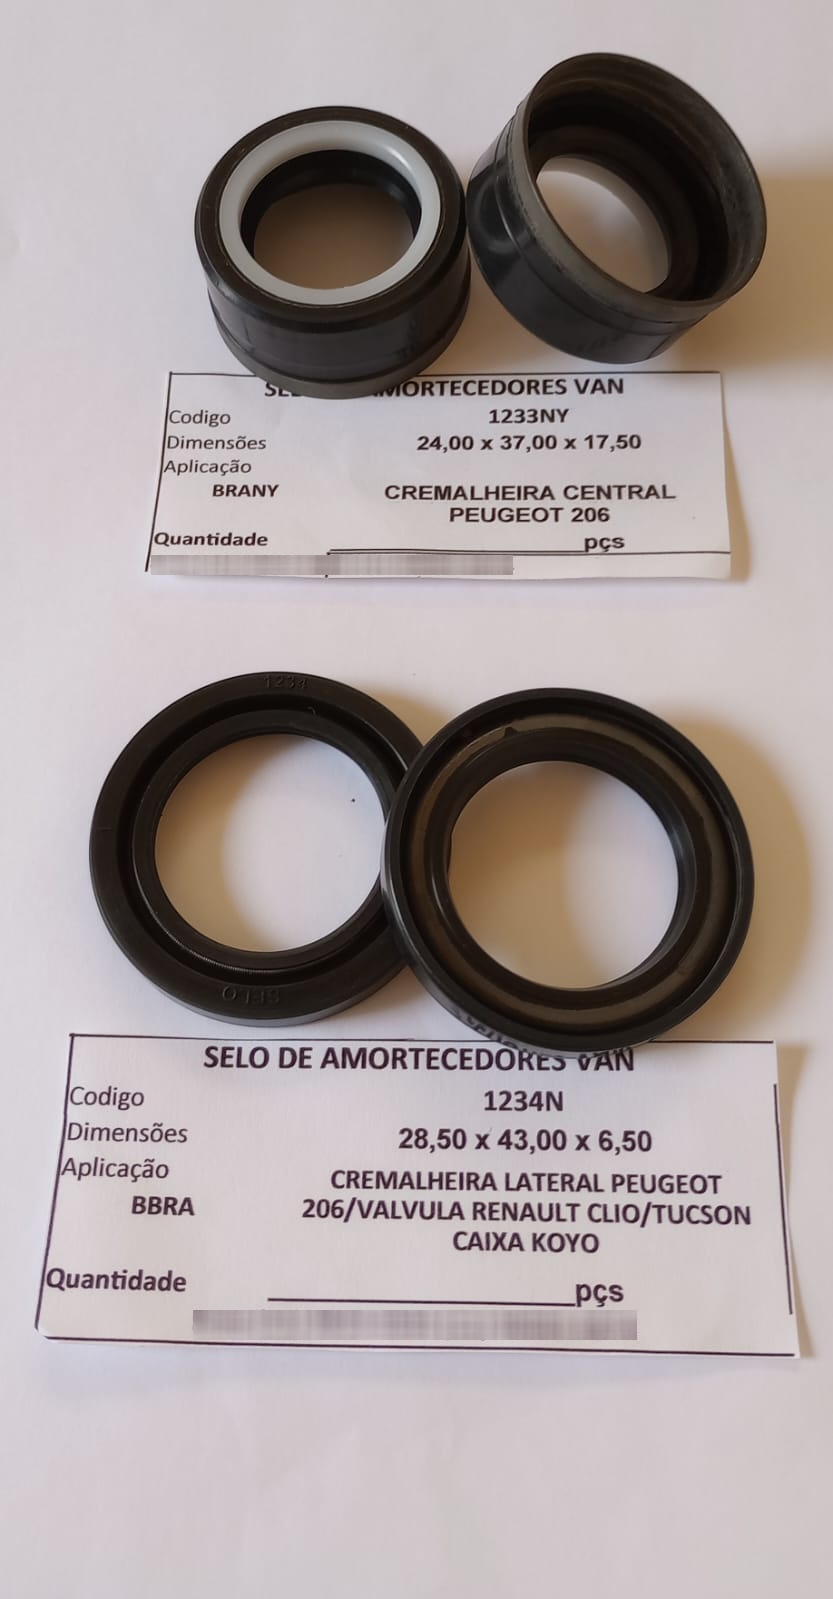 AMORTECEDORES VAN
Codigo 1233NY
Dimensões 24,00 x 37,00 x 17,50
Aplicação
BRANY CREMALHEIRA CENTRAL
PEUGEOT 206
Quantidade pçs
1234
SELO
SELO DE AMORTECEDORES VAN
Codigo 1234N
Dimensões 28,50 x 43,00 x 6,50
Aplicação CREMALHEIRA LATERAL PEUGEOT
BBRA 206/VALVULA RENAULT CLIO/TUCSON
CAIXA KOYO
Quantidade pçs